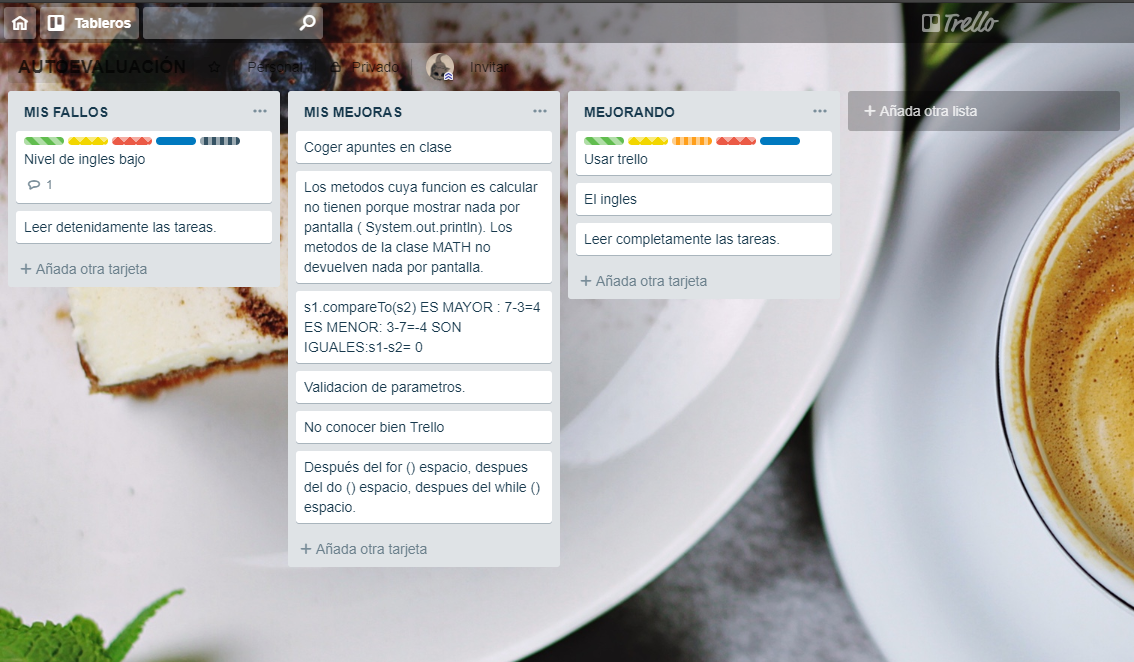 Tableros
Trello
AUTOEVALUACIÓN
Personal
Privado
Invitar
MIS FALLOS
Nivel de ingles bajo
1
Leer detenidamente las tareas.
+ Añada otra tarjeta
MIS MEJORAS
Coger apuntes en clase
Los metodos cuya funcion es calcular
no tienen porque mostrar nada por
pantalla ( System.out.println). Los
metodos de la clase MATH no
devuelven nada por pantalla.
s1.compareTo(s2) ES MAYOR : 7-3=4
ES MENOR: 3-7=-4 SON
IGUALES:s1-s2= 0
Validacion de parametros.
No conocer bien Trello
Después del for () espacio, despues
del do () espacio, despues del while ()
espacio.
+ Añada otra tarjeta
MEJORANDO
Usar trello
El ingles
Leer completamente las tareas.
+ Añada otra tarjeta
+ Añada otra lista